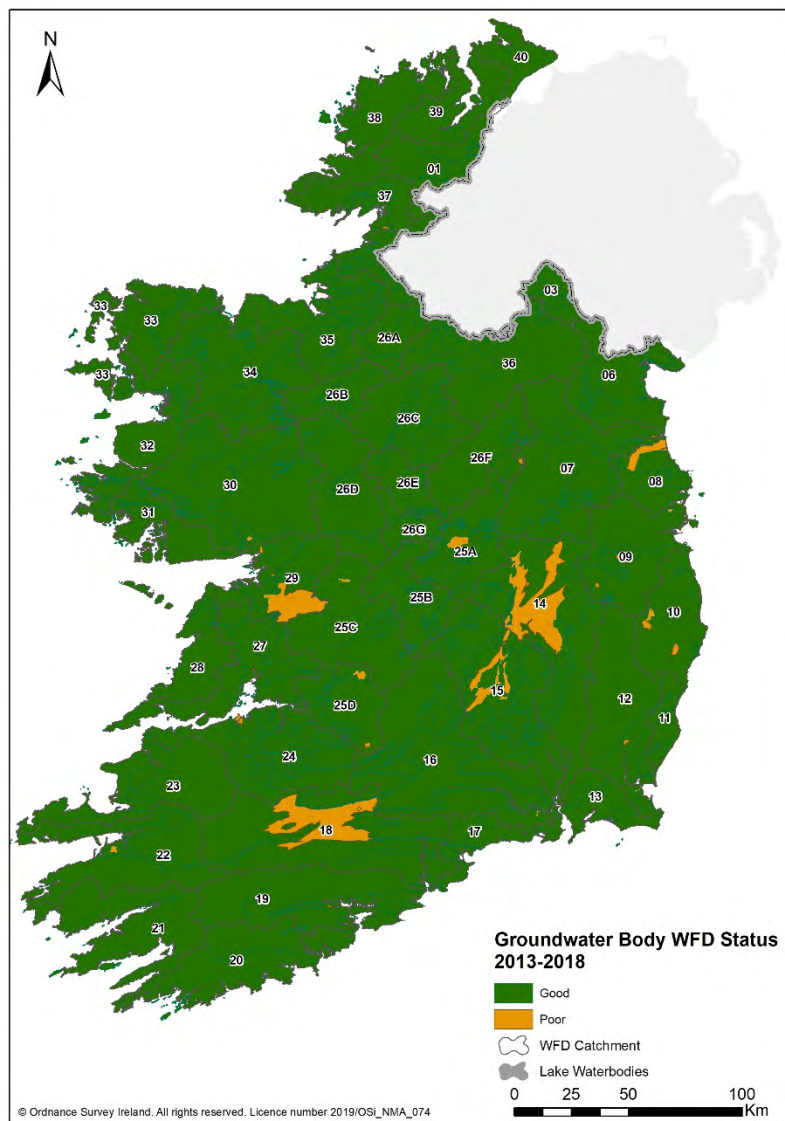 N
40
39
38
01
37
03
33
33
35
26A
36
34
33
06
26B
26C
32
26F
07
30
26D
26E
08
31
26G
25A
09
29
14
10
25B
25C
27
28
15
12
25D
11
24
16
23
13
18
17
22
19
21
20
Groundwater Body WFD Status
2013-2018
Good
Poor
WFD Catchment
Lake Waterbodies
0 25 50 100
Km
© Ordnance Survey Ireland. All rights reserved. Licence number 2019/OSi_NMA_074